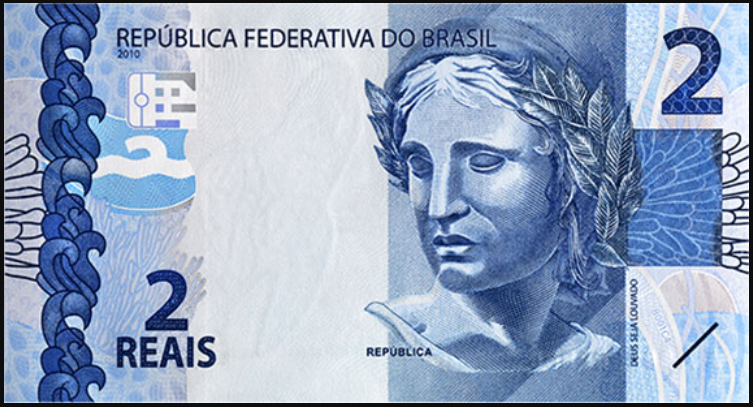 REPÚBLICA FEDERATIVA DO BRASIL
2010
2
2
REAIS
REPÚBLICA
DEUS SEJA LOUVADO